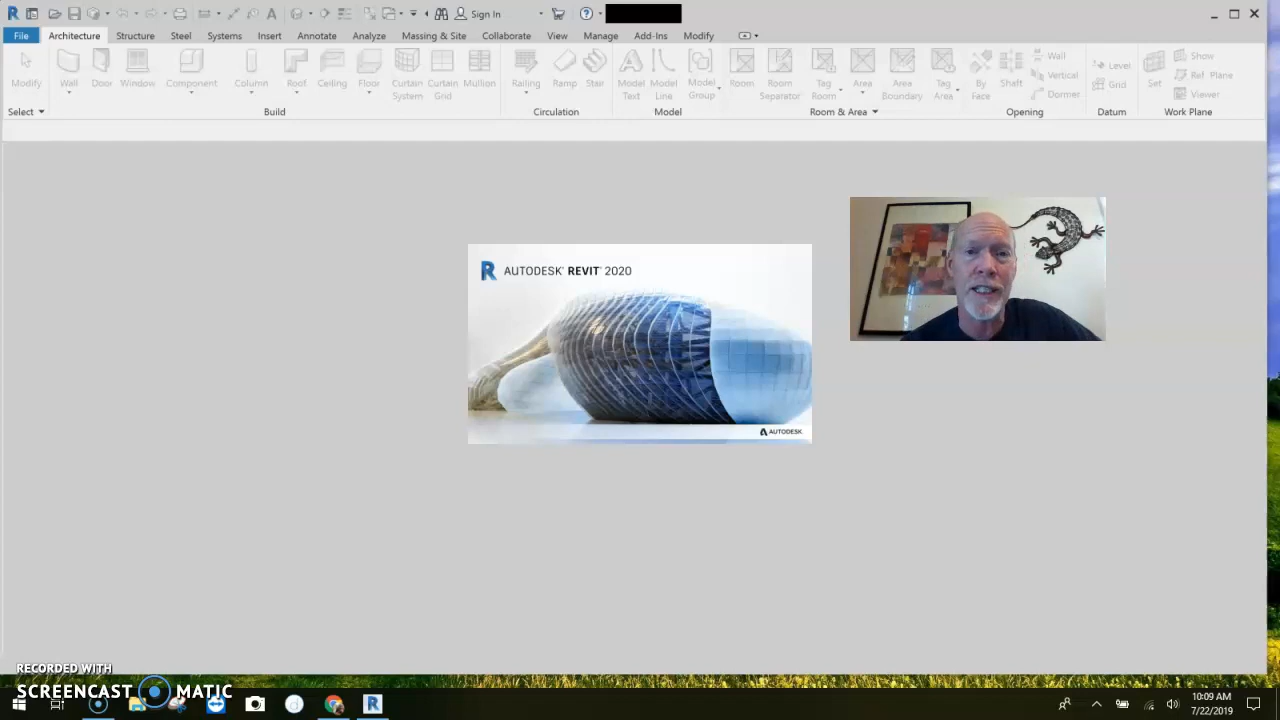 Sign In
File Architecture Structure Steel Systems Insert Annotate Analyze Massing & Site Collaborate View Manage Add-Ins Modify
Modify Wall Door Window Component Column Roof Ceiling Floor Curtain System Curtain Grid Mullion Railing Ramp Stair Model Text Model Line Model Group Room Room Separator Tag Room Area Area Boundary Tag Area By Face Shaft Wall Vertical Dormer Level Grid Set Show Ref Plane Viewer
Select Build Circulation Model Room & Area Opening Datum Work Plane
R AUTODESK® REVIT® 2020
AUTODESK
RECORDED WITH
SCREENCAST MATIC
10:09 AM
7/22/2019